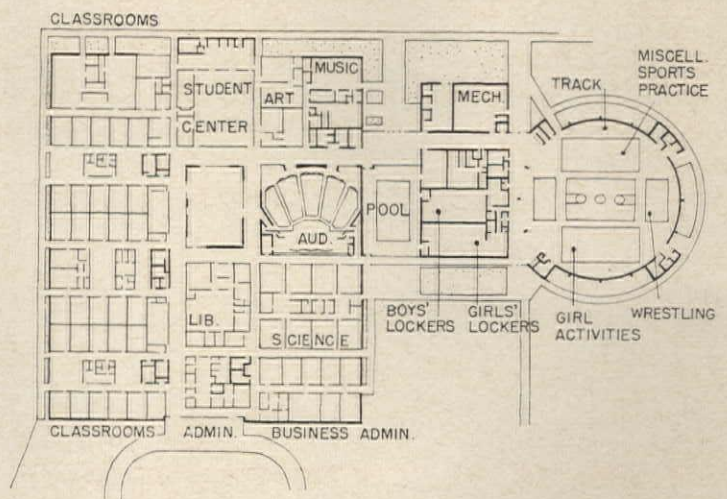 CLASSROOMS
MISCELL.
SPORTS
PRACTICE
TRACK
MUSIC
STUDENT
CENTER
ART
MECH.
POOL
AUD.
LIB.
SCIENCE
BOYS'
LOCKERS
GIRLS'
LOCKERS
GIRL
ACTIVITIES
WRESTLING
CLASSROOMS
ADMIN.
BUSINESS ADMIN.